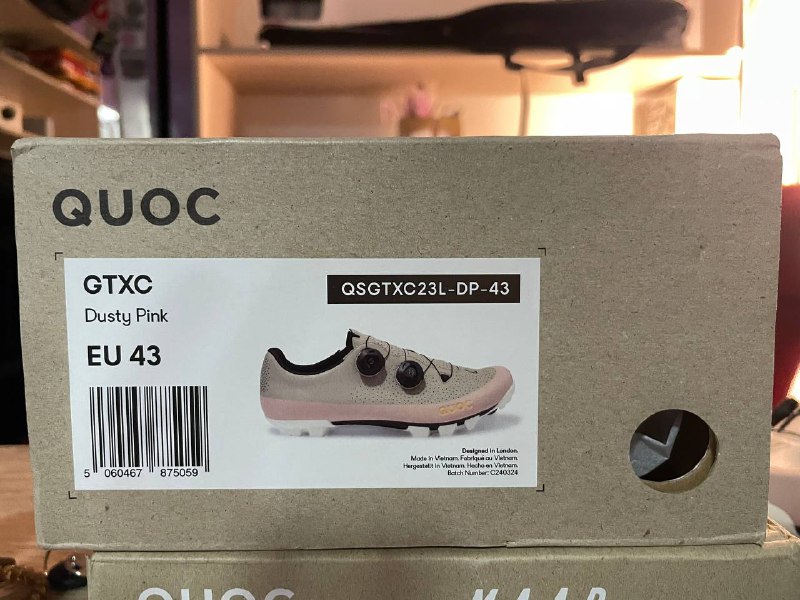 QUOC
GTXC
QSGTXC23L-DP-43
Dusty Pink
EU 43
QUOC
5 060467 875059
Designed in London.
Made in Vietnam. Fabriqué au Vietnam.
Hergestellt in Vietnam. Hecho en Vietnam.
Batch Number: C240324
QUOC